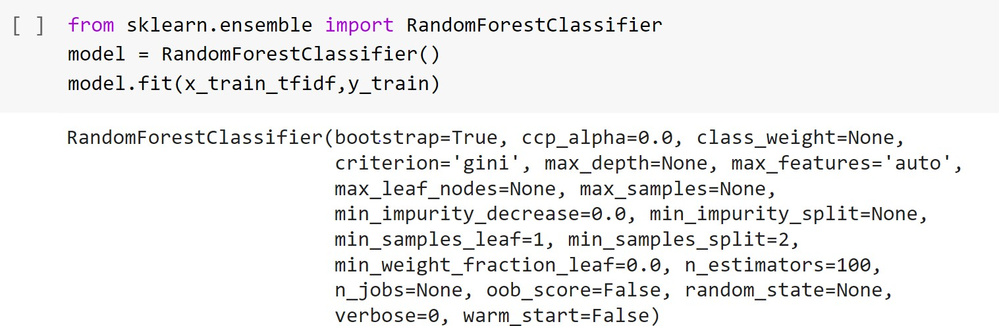 [ ] from sklearn.ensemble import RandomForestClassifier
model = RandomForestClassifier()
model.fit(x_train_tfidf,y_train)
RandomForestClassifier(bootstrap=True, ccp_alpha=0.0, class_weight=None,
criterion='gini', max_depth=None, max_features='auto',
max_leaf_nodes=None, max_samples=None,
min_impurity_decrease=0.0, min_impurity_split=None,
min_samples_leaf=1, min_samples_split=2,
min_weight_fraction_leaf=0.0, n_estimators=100,
n_jobs=None, oob_score=False, random_state=None,
verbose=0, warm_start=False)